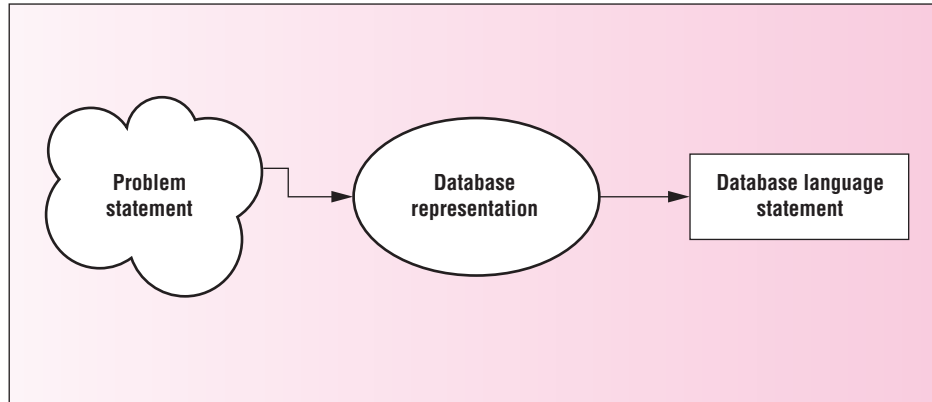 Problem
statement
Database
representation
Database language
statement